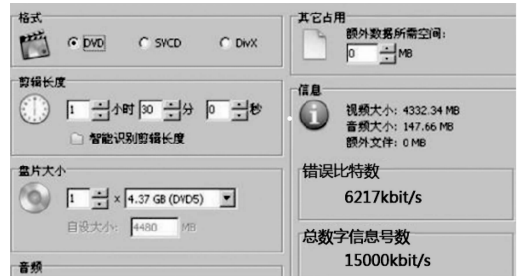 格式
DVD SVCD DivX
剪辑长度
1 小时 30 分 0 秒
智能识别剪辑长度
盘片大小
1 × 4.37 GB (DVD5)
自设大小: 4480 MB
音频
其它占用
额外数据所需空间:
0 MB
信息
视频大小: 4332.34 MB
音频大小: 147.66 MB
额外文件: 0 MB
错误比特数
6217kbit/s
总数字信息号数
15000kbit/s